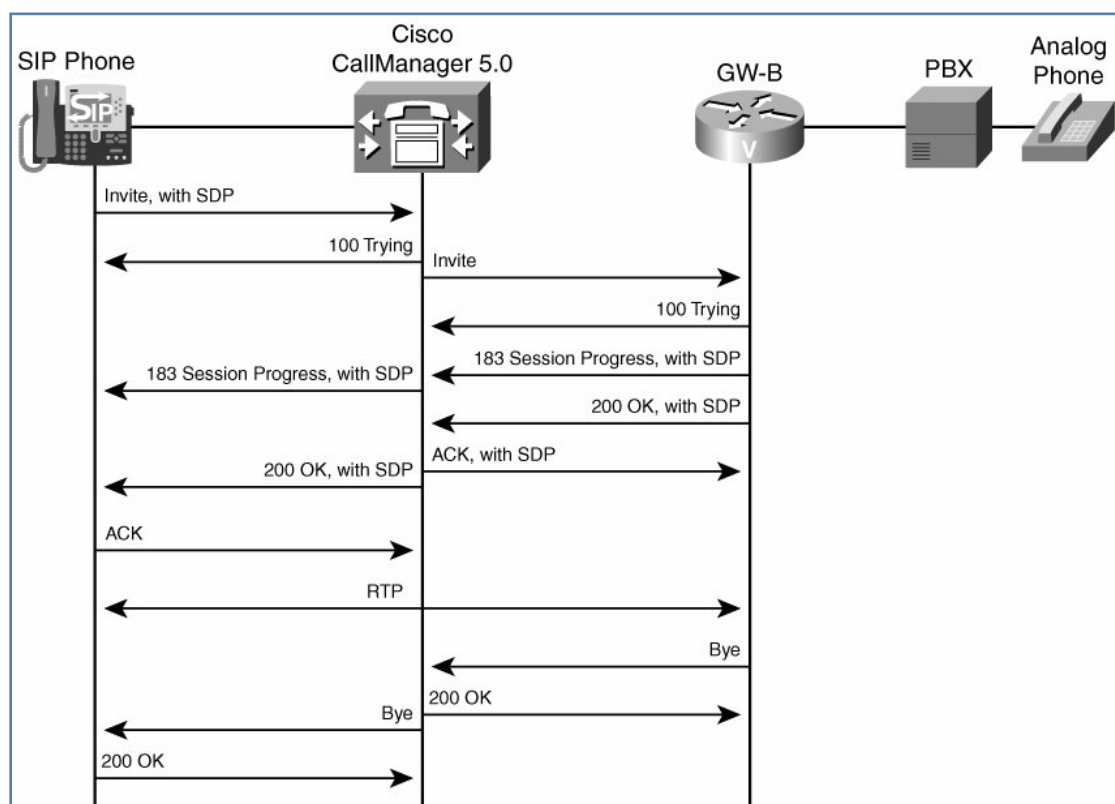 SIP Phone
Cisco
CallManager 5.0
GW-B
PBX
Analog
Phone
SIP
V
Invite, with SDP
100 Trying
Invite
100 Trying
183 Session Progress, with SDP
183 Session Progress, with SDP
200 OK, with SDP
ACK, with SDP
200 OK, with SDP
ACK
RTP
Bye
200 OK
Bye
200 OK